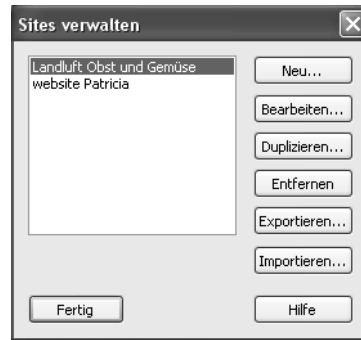 Sites verwalten
Landluft Obst und Gemüse
website Patricia
Neu...
Bearbeiten...
Duplizieren...
Entfernen
Exportieren...
Importieren...
Fertig
Hilfe